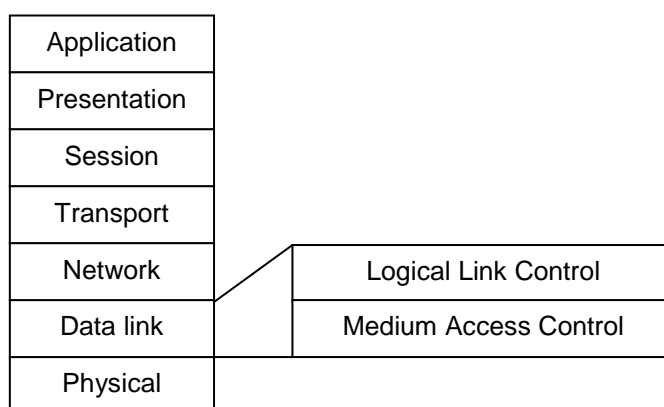 Application
Presentation
Session
Transport
Network
Data link
Physical
Logical Link Control
Medium Access Control